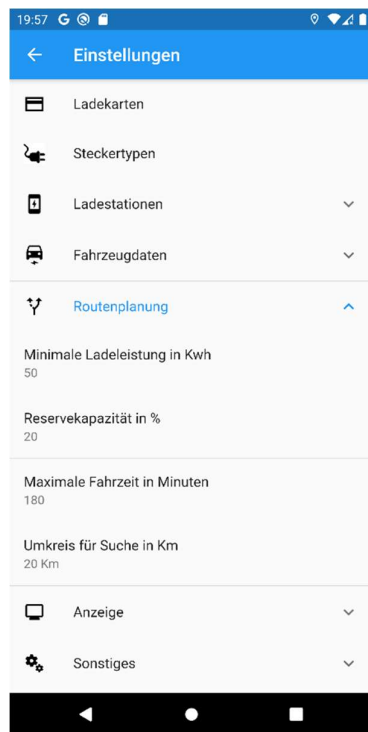 19:57 G
Einstellungen
Ladekarten
Steckertypen
Ladestationen
Fahrzeugdaten
Routenplanung
Minimale Ladeleistung in Kwh
50
Reservekapazität in %
20
Maximale Fahrzeit in Minuten
180
Umkreis für Suche in Km
20 Km
Anzeige
Sonstiges